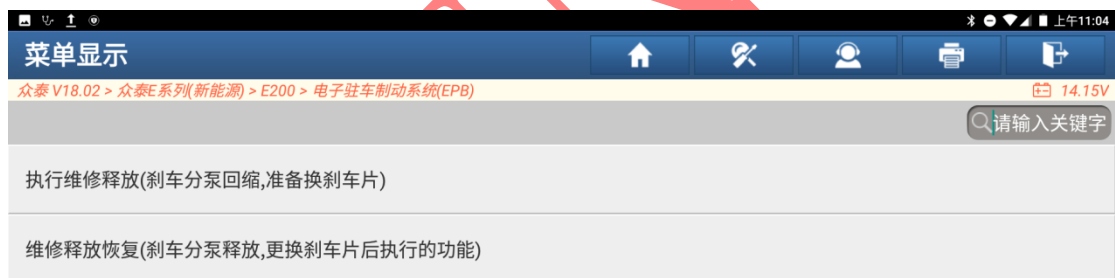 上午11:04
菜单显示
众泰 V18.02 > 众泰E系列(新能源) > E200 > 电子驻车制动系统(EPB)
14.15V
请输入关键字
执行维修释放(刹车分泵回缩,准备换刹车片)
维修释放恢复(刹车分泵释放,更换刹车片后执行的功能)